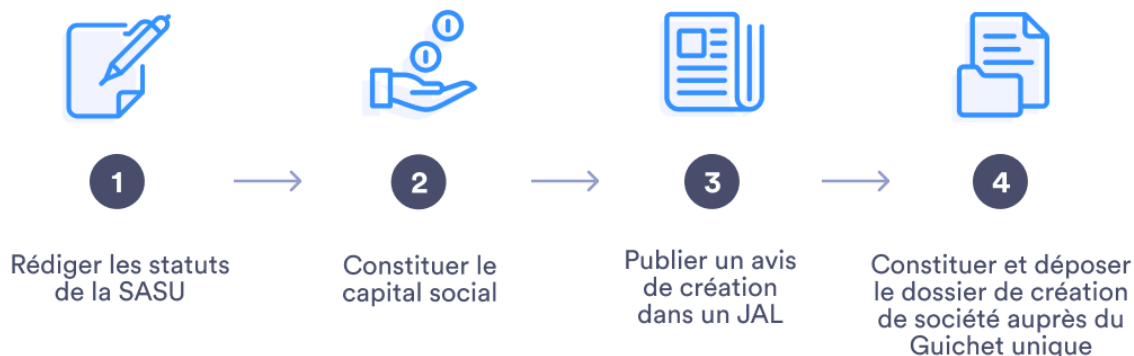 1
2
3
4
Rédiger les statuts
de la SASU
Constituer le
capital social
Publier un avis
de création
dans un JAL
Constituer et déposer
le dossier de création
de société auprès du
Guichet unique